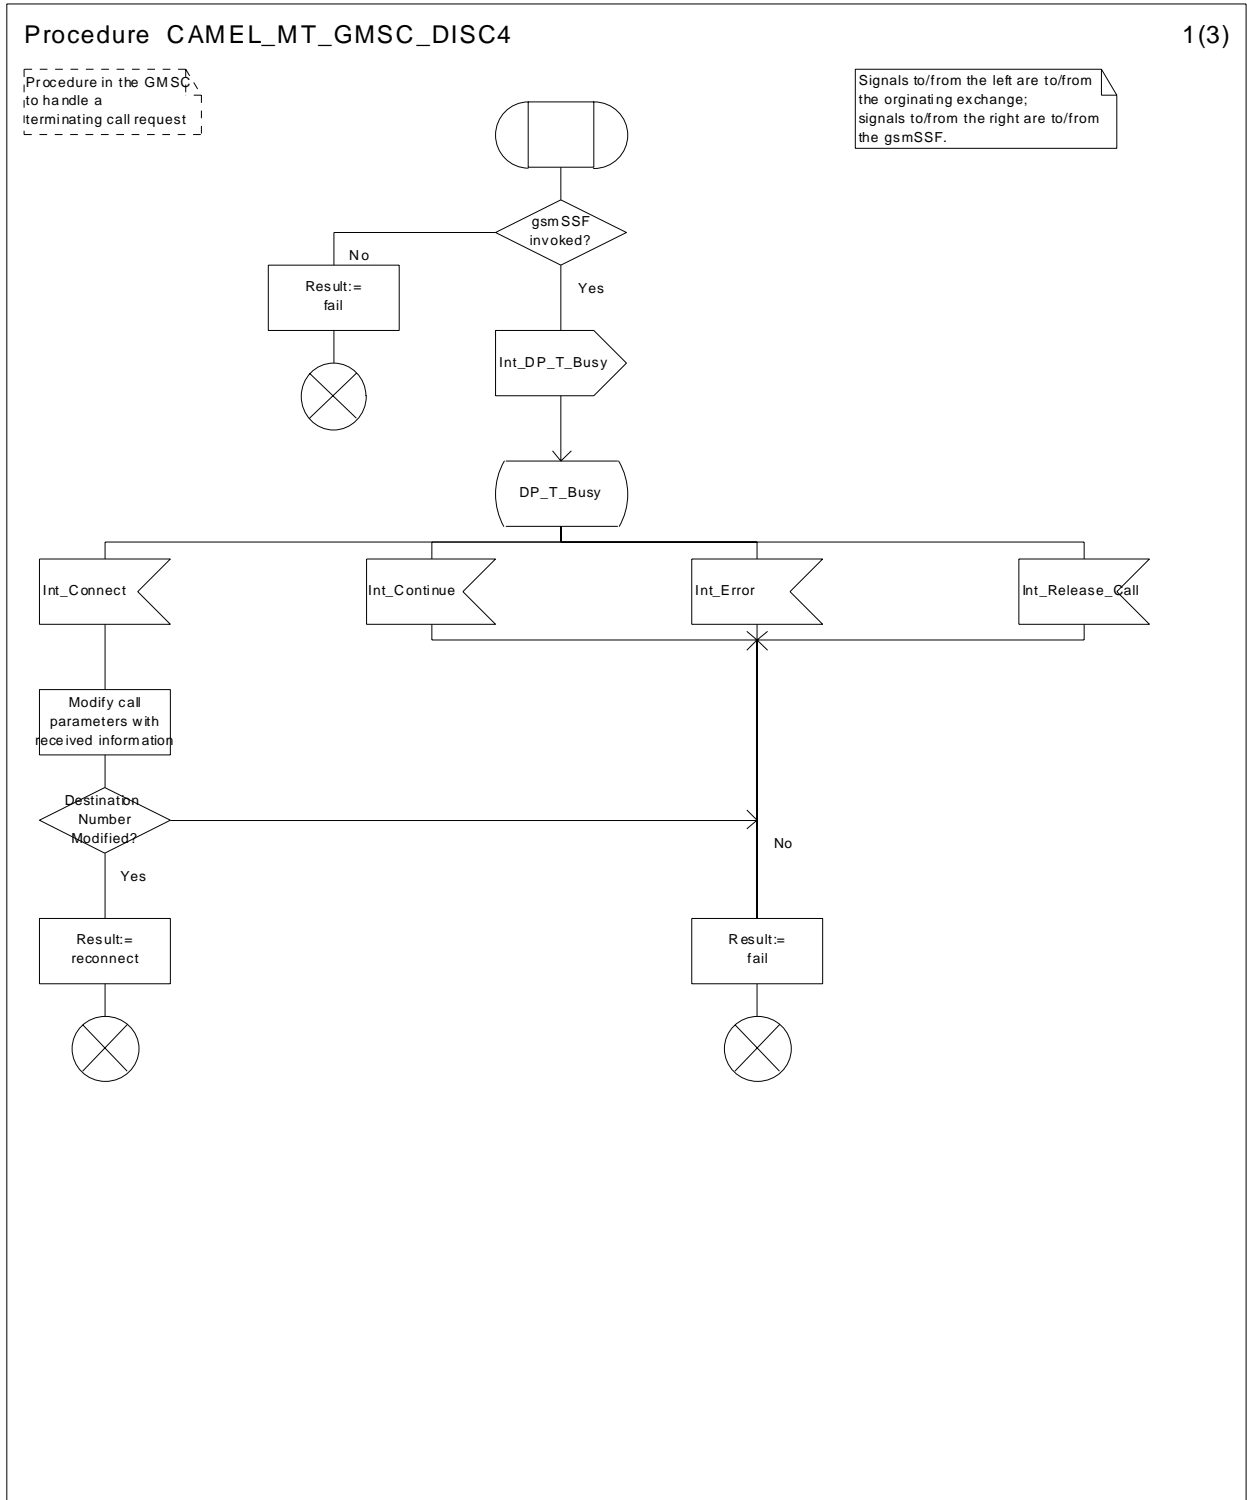 Procedure CAMEL_MT_GMSC_DISC4
1(3)
Procedure in the GMSC
to handle a
terminating call request
Signals to/from the left are to/from
the orginating exchange;
signals to/from the right are to/from
the gsmSSF.
gsmSSF
invoked?
No
Yes
Result:=
fail
Int_DP_T_Busy
DP_T_Busy
Int_Connect
Int_Continue
Int_Error
Int_Release_Call
Modify call
parameters with
received information
Destination
Number
Modified?
No
Yes
Result:=
reconnect
Result:=
fail